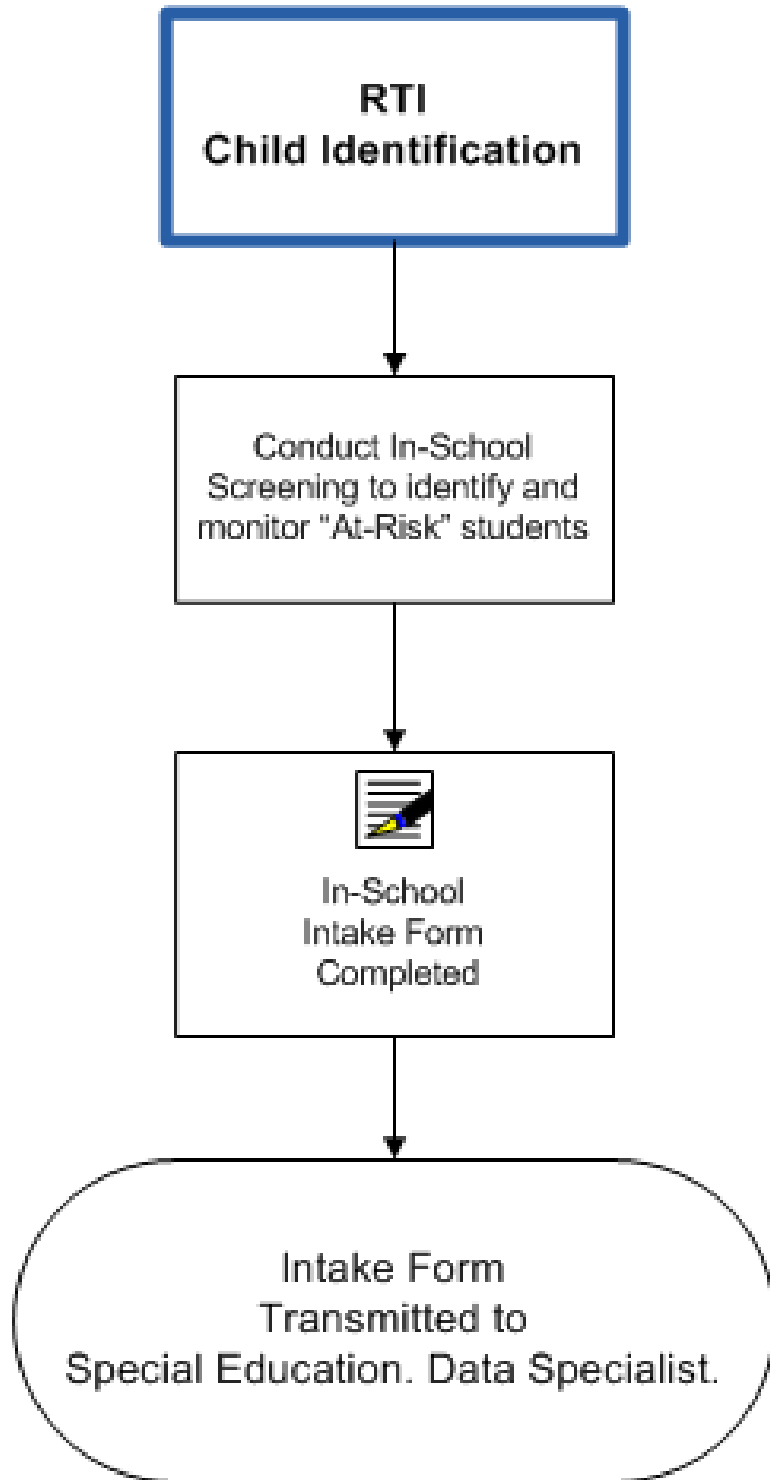 RTI
Child Identification
Conduct In-School
Screening to identify and
monitor "At-Risk" students
In-School
Intake Form
Completed
Intake Form
Transmitted to
Special Education. Data Specialist.